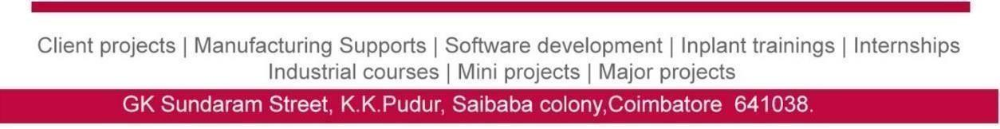 Client projects | Manufacturing Supports | Software development | Inplant trainings | Internships
Industrial courses | Mini projects | Major projects
GK Sundaram Street, K.K.Pudur, Saibaba colony,Coimbatore  641038.